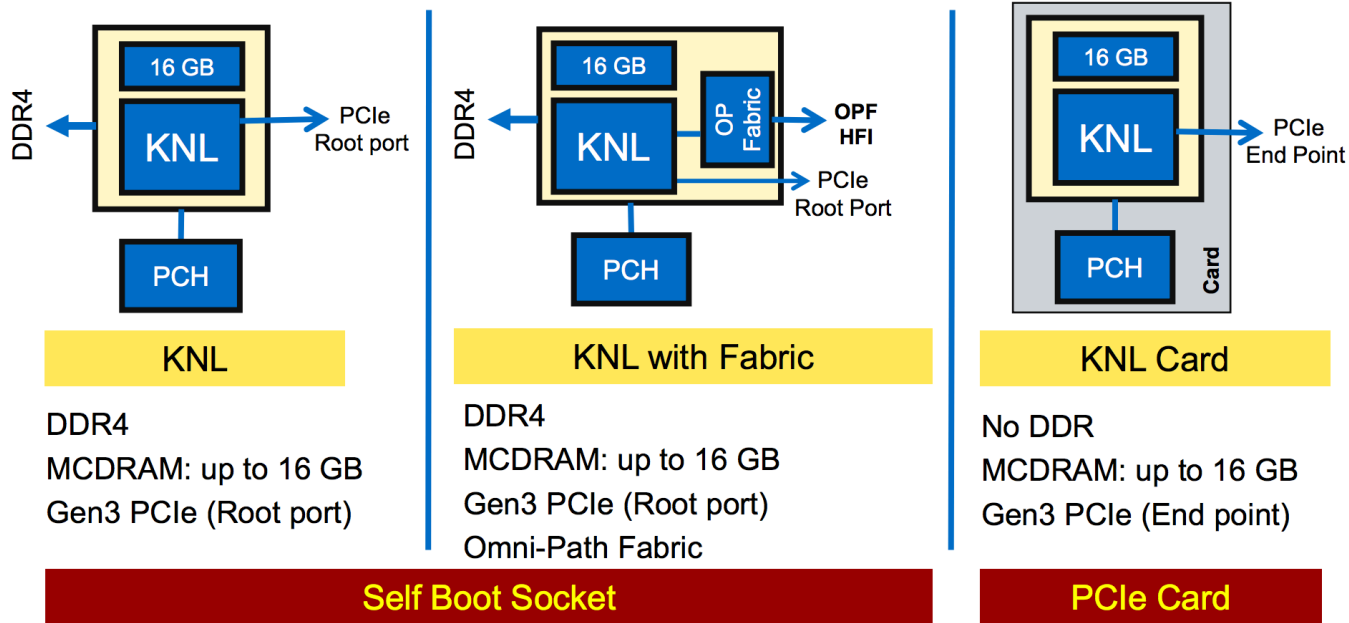 16 GB
DDR4
KNL
PCIe
Root port
PCH
KNL
DDR4
MCDRAM: up to 16 GB
Gen3 PCIe (Root port)
16 GB
DDR4
KNL
OP
Fabric
OPF
HFI
PCIe
Root Port
PCH
KNL with Fabric
DDR4
MCDRAM: up to 16 GB
Gen3 PCIe (Root port)
Omni-Path Fabric
Self Boot Socket
16 GB
KNL
PCIe
End Point
PCH
Card
KNL Card
No DDR
MCDRAM: up to 16 GB
Gen3 PCIe (End point)
PCIe Card